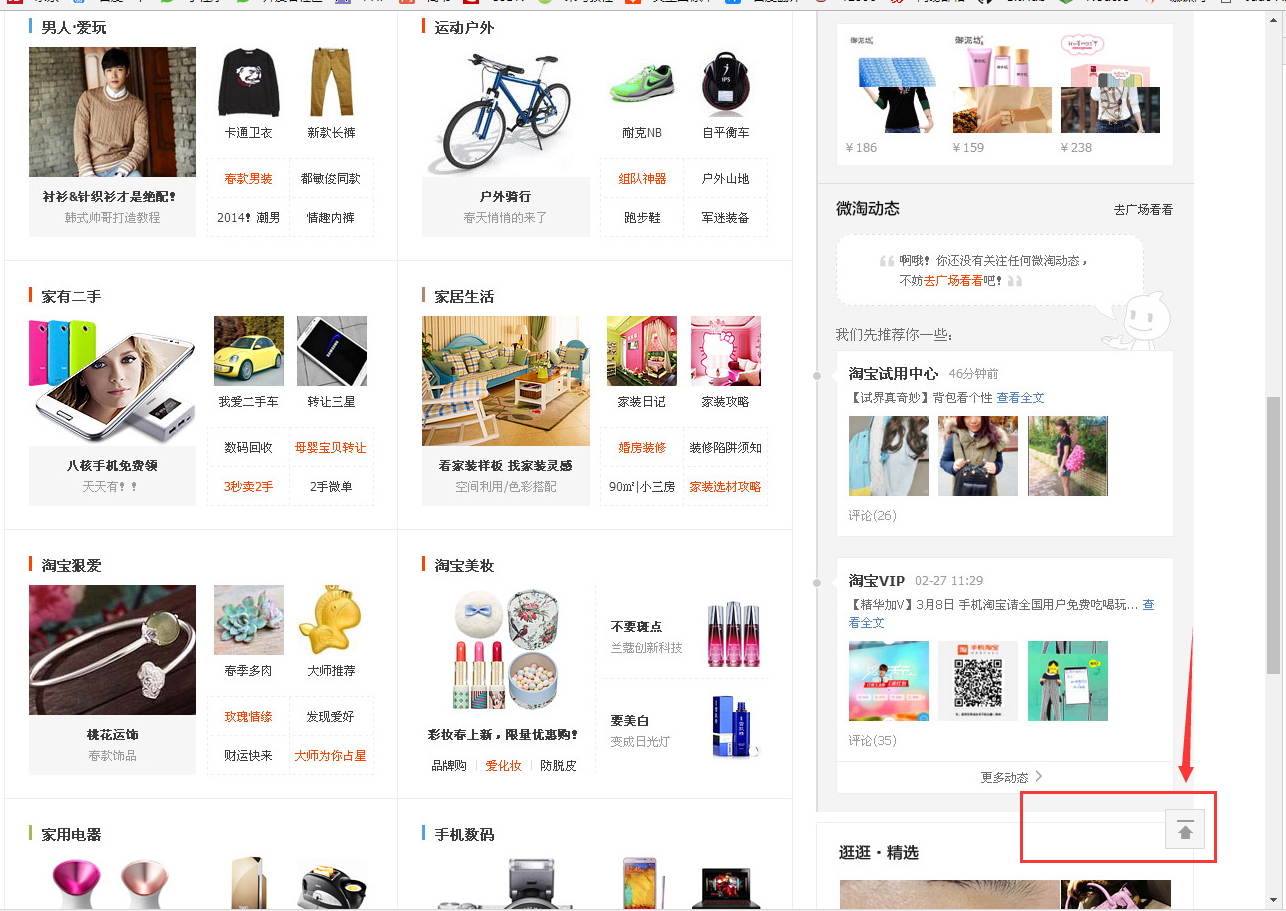 男人·爱玩
卡通卫衣
新款长裤
春款男装
都敏俊同款
衬衫&针织衫才是绝配!
韩式帅哥打造教程
2014! 潮男
情趣内裤
运动户外
IPS
耐克NB
自平衡车
组队神器
户外山地
户外骑行
春天悄悄的来了
跑步鞋
军迷装备
家有二手
我爱二手车
转让三星
数码回收
母婴宝贝转让
八核手机免费领
天天有!!
3秒卖2手
2手微单
家居生活
家装日记
家装攻略
婚房装修
装修陷阱须知
看家装样板 找家装灵感
空间利用/色彩搭配
90㎡|小三房
家装选材攻略
淘宝狠爱
春季多肉
大师推荐
玫瑰情缘
发现爱好
桃花运饰
春款饰品
财运快来
大师为你占星
淘宝美妆
不要斑点
兰蔻创新科技
要美白
变成日光灯
彩妆春上新，限量优惠购!
品牌购
爱化妆
防脱皮
家用电器
手机数码
御泥坊
御泥坊
¥ 186
¥ 159
¥ 238
微淘动态
去广场看看
啊哦! 你还没有关注任何微淘动态，
不妨去广场看看吧!
我们先推荐你一些：
淘宝试用中心 46分钟前
【试界真奇妙】背包看个性 查看全文
评论(26)
淘宝VIP 02-27 11:29
【精华加V】3月8日 手机淘宝请全国用户免费吃喝玩... 查
看全文
手机淘宝
评论(35)
更多动态
逛逛·精选